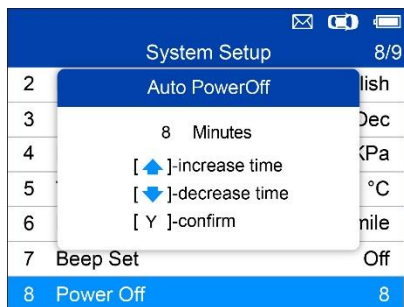 System Setup 8/9
2 lish
Auto PowerOff
3 Dec
8 Minutes
4 KPa
[ ]-increase time
5 °C
[ ]-decrease time
6 mile
[ Y ]-confirm
7 Beep Set Off
8 Power Off 8